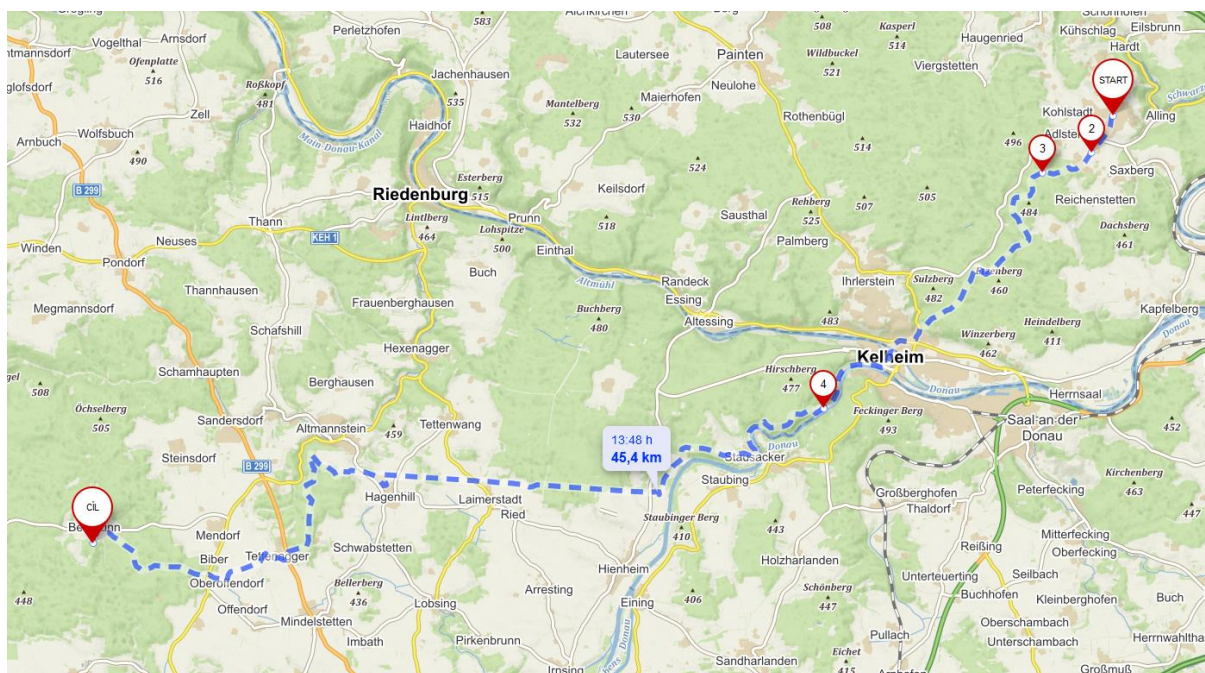 Perletzhofen
583
Aichkirchen
508
Kasperl
514
Haugenried
Schönhofen
Kühschlag
Eilsbrunn
Hardt
Arnsdorf
Vogelthal
Ofenplatte
516
Lautersee
Painten
Wildbuckel
521
Viergstetten
START
Jachenhausen
535
Neulohe
Roßkopf
481
Maierhofen
Mantelberg
532
530
Rothenbügl
Kohlstadt
Alling
Zell
Haidhof
Main-Donau-Kanal
Arnbuch
Wolfsbuch
490
514
496
3
2
524
Saxberg
B 299
Riedenburg
Esterberg
515
Keilsdorf
505
Reichenstetten
Rehberg
525
507
484
Thann
Lintlberg
464
Prunn
Lohspitze
500
518
Sausthal
Dachsberg
461
Winden
Neuses
KEH 1
Einthal
Palmberg
Pondorf
Buch
Altmühl
Randeck
Essing
Ihrlerstein
Sulzberg
482
460
Thannhausen
Frauenberghausen
Megmannsdorf
Buchberg
480
Altessing
483
Kapfelberg
Schafshill
Winzerberg
462
Heindelberg
411
Donau
Hexenagger
Kelheim
Schamhaupten
Berghausen
Hirschberg
477
4
Donau
Herrnsaal
508
Öchselberg
505
Sandersdorf
Altmannstein
459
Tettenwang
Feckinger Berg
493
Saal an der
Donau
452
13:48 h
45,4 km
Donau
Stausacker
Steinsdorf
B 299
Staubing
Kirchenberg
463
CÍL
Hagenhill
Laimerstadt
Ried
Großberghofen
Thaldorf
Peterfecking
447
Staubinger Berg
410
443
Mendorf
Schwabstetten
Mitterfecking
Oberfecking
Biber
Reißing
Hienheim
Holzharlanden
Oberoffendorf
Bellerberg
436
Arresting
Schönberg
447
Unterteuerting
Seilbach
448
Offendorf
Lobsing
Eining
406
Buchhofen
Kleinberghofen
Buch
Mindelstetten
Oberschambach
Imbath
Pirkenbrunn
Pullach
Unterschambach
Herrnwahlthann
Sandharlanden
Eichet
415
Irnsing
Großmuß